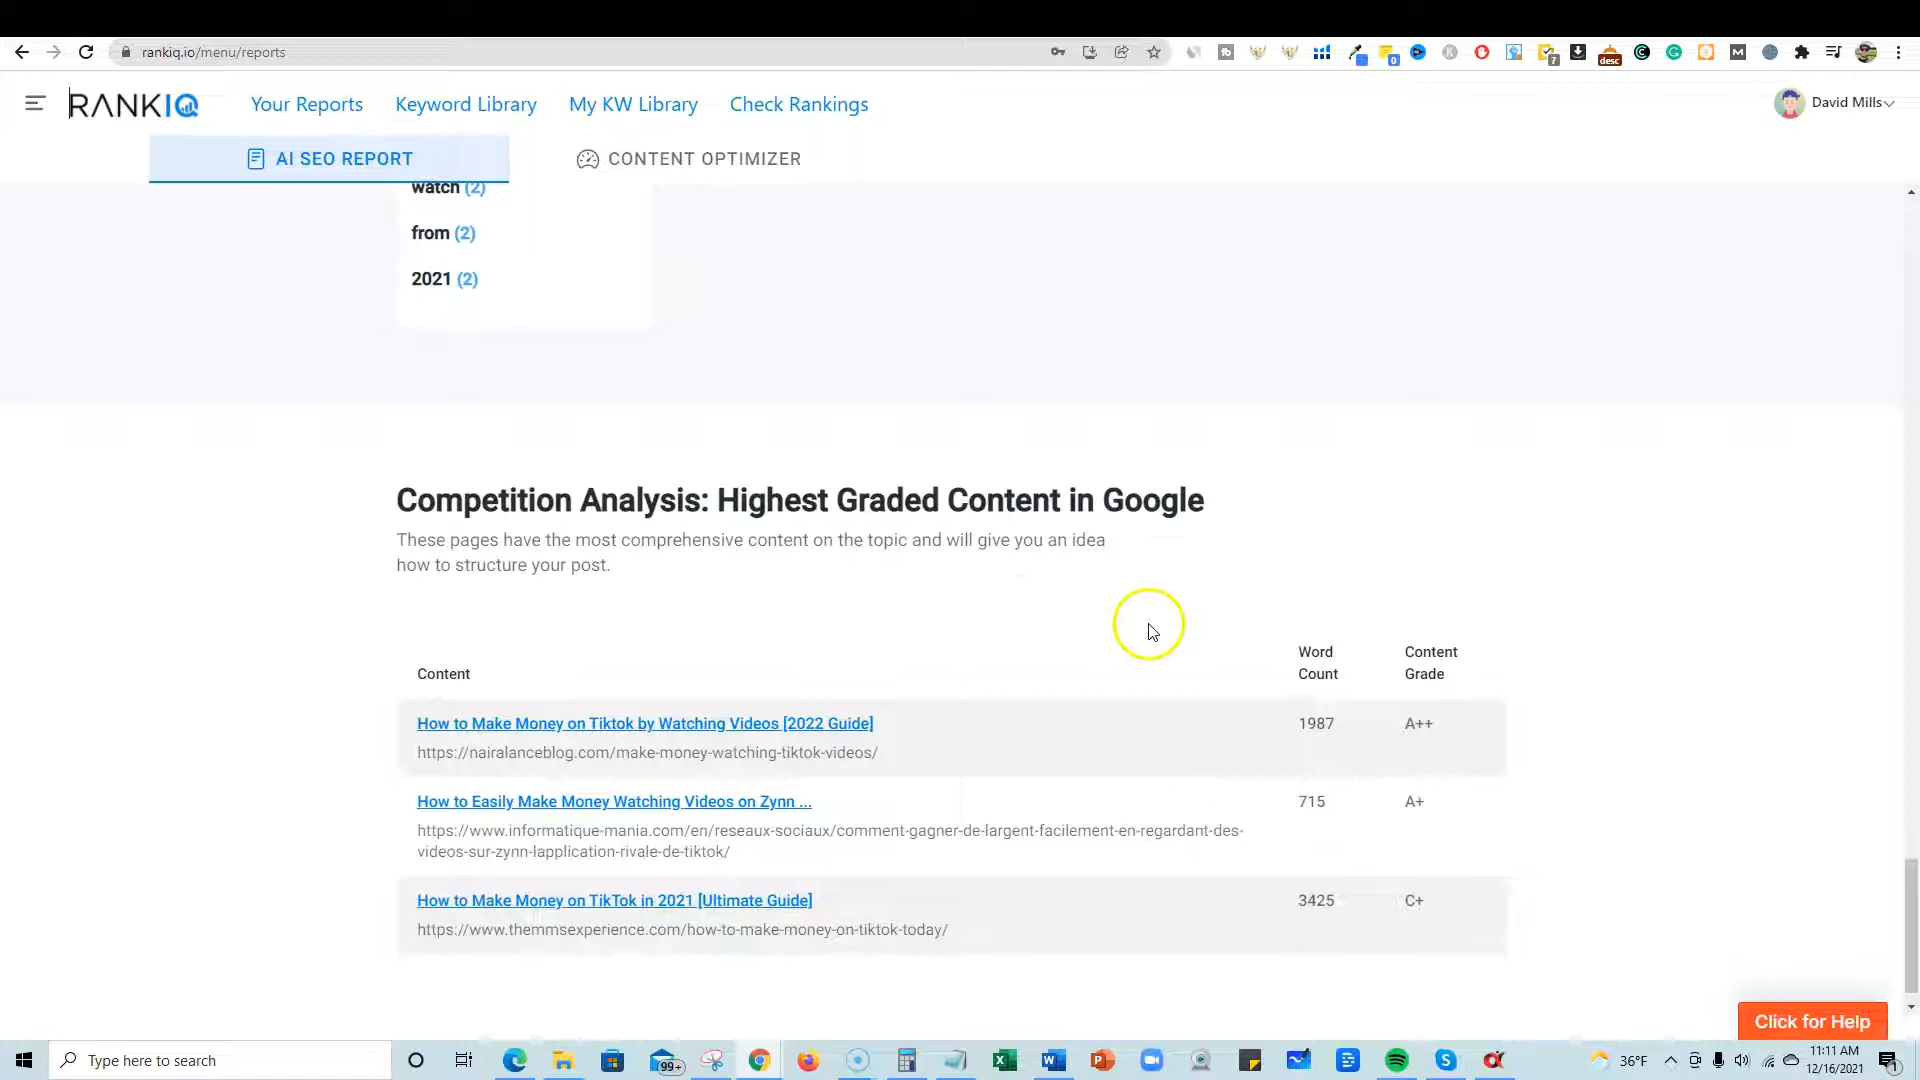 rankiq.io/menu/reports
7
0
desc
RANKIQ
Your Reports
Keyword Library
My KW Library
Check Rankings
David Mills
AI SEO REPORT
CONTENT OPTIMIZER
watch (2)
from (2)
2021 (2)
Competition Analysis: Highest Graded Content in Google
These pages have the most comprehensive content on the topic and will give you an idea
how to structure your post.
Content
Word
Count
Content
Grade
How to Make Money on Tiktok by Watching Videos [2022 Guide]
1987
A++
https://nairalanceblog.com/make-money-watching-tiktok-videos/
How to Easily Make Money Watching Videos on Zynn ...
715
A+
https://www.informatique-mania.com/en/reseaux-sociaux/comment-gagner-de-largent-facilement-en-regardant-des-
videos-sur-zynn-lapplication-rivale-de-tiktok/
How to Make Money on TikTok in 2021 [Ultimate Guide]
3425
C+
https://www.themmsexperience.com/how-to-make-money-on-tiktok-today/
Click for Help
Type here to search
99+
36°F
11:11 AM
12/16/2021
1